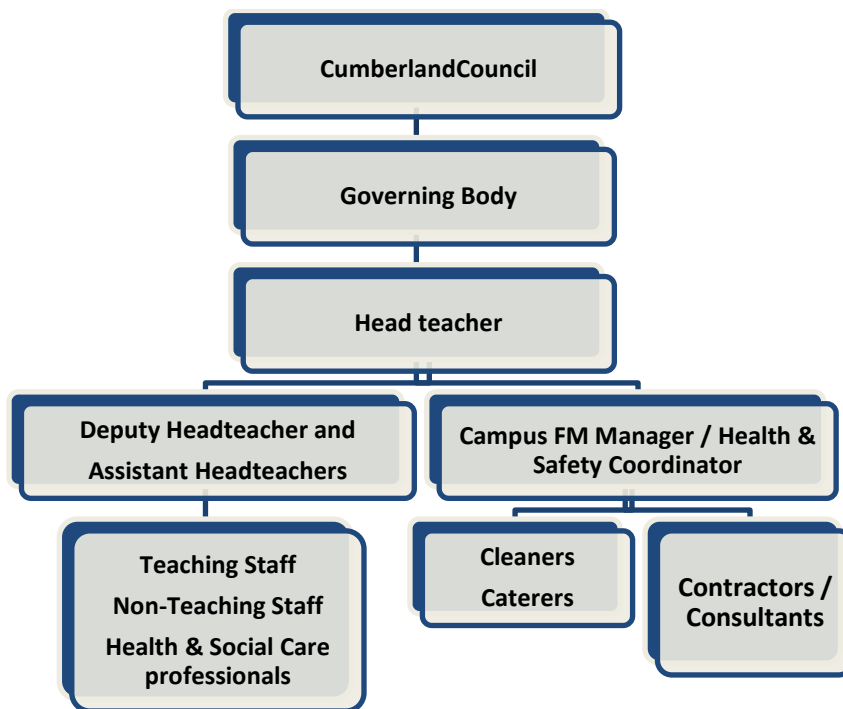 CumberlandCouncil
Governing Body
Head teacher
Deputy Headteacher and
Assistant Headteachers
Campus FM Manager / Health &
Safety Coordinator
Teaching Staff
Non-Teaching Staff
Health & Social Care
professionals
Cleaners
Caterers
Contractors /
Consultants